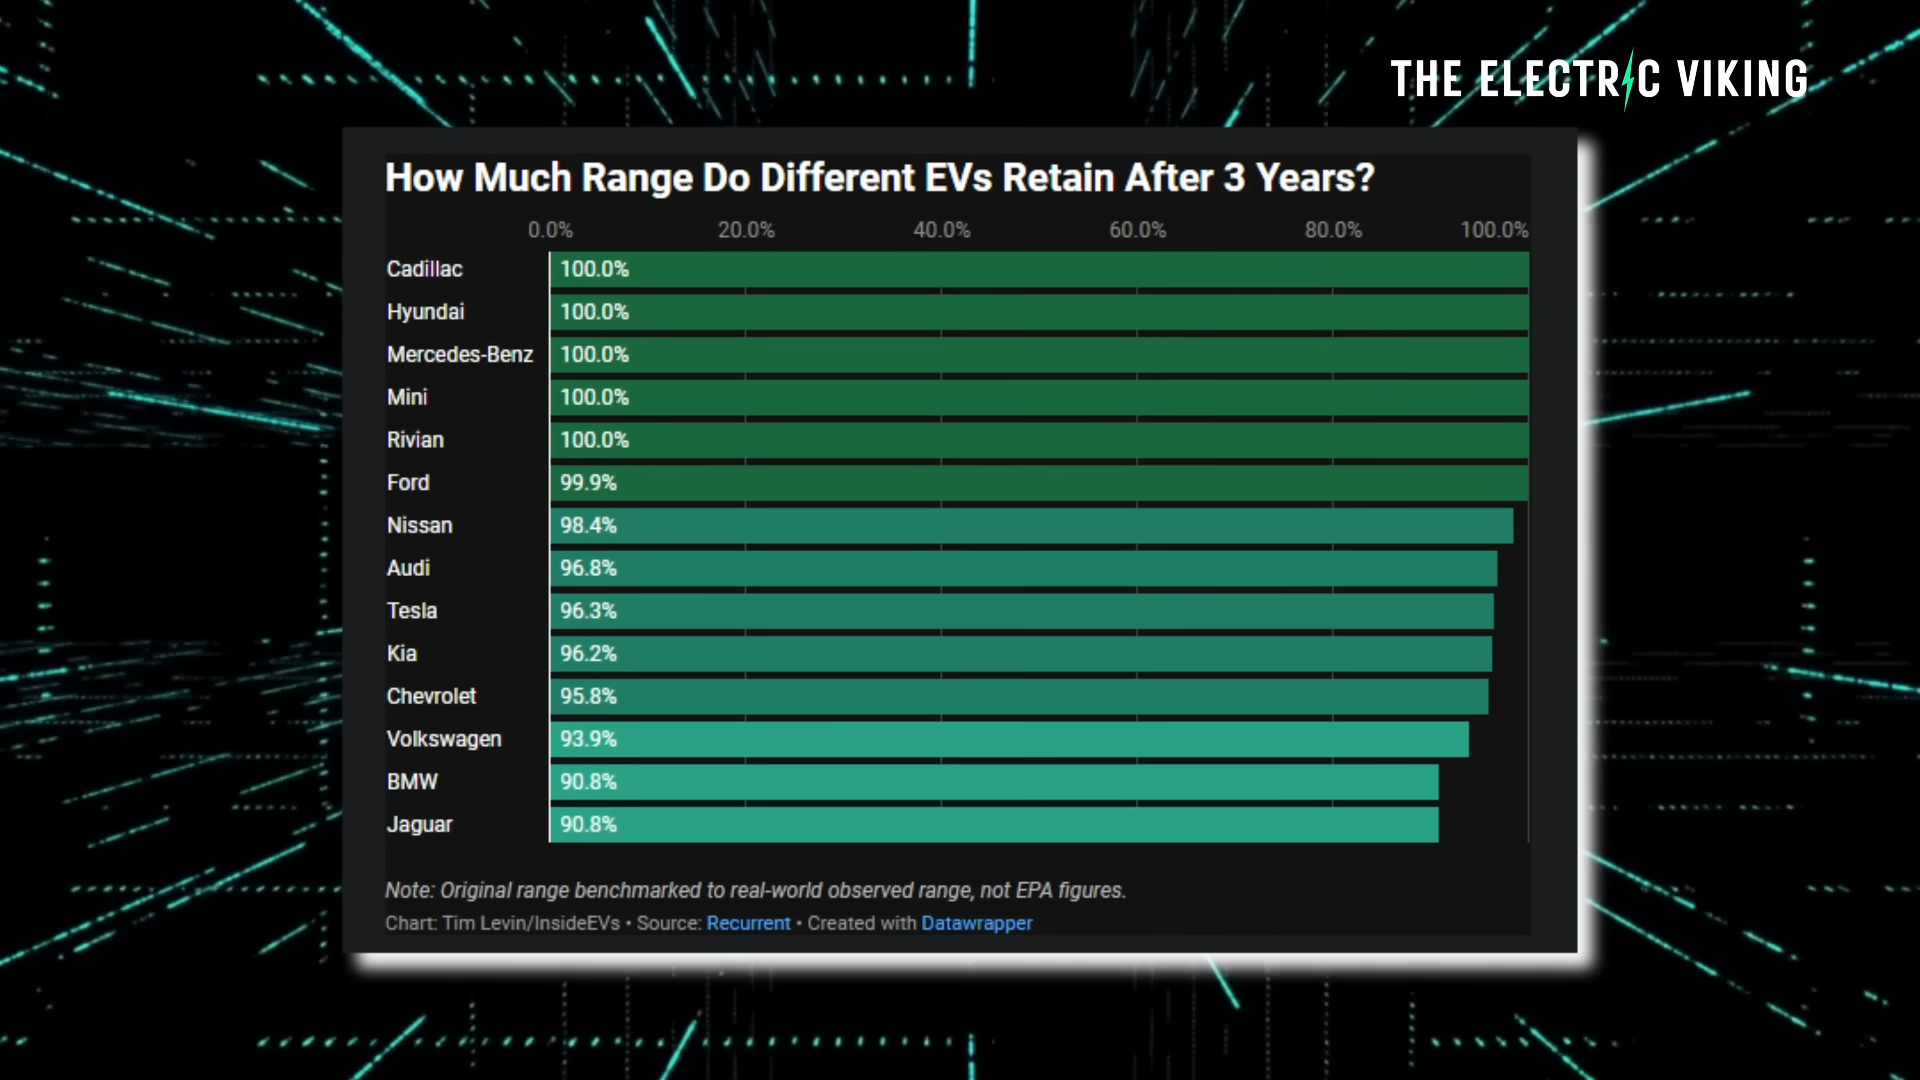 THE ELECTRIC VIKING
How Much Range Do Different EVs Retain After 3 Years?
0.0% 20.0% 40.0% 60.0% 80.0% 100.0%
Cadillac 100.0%
Hyundai 100.0%
Mercedes-Benz 100.0%
Mini 100.0%
Rivian 100.0%
Ford 99.9%
Nissan 98.4%
Audi 96.8%
Tesla 96.3%
Kia 96.2%
Chevrolet 95.8%
Volkswagen 93.9%
BMW 90.8%
Jaguar 90.8%
Note: Original range benchmarked to real-world observed range, not EPA figures.
Chart: Tim Levin/InsideEVs • Source: Recurrent • Created with Datawrapper